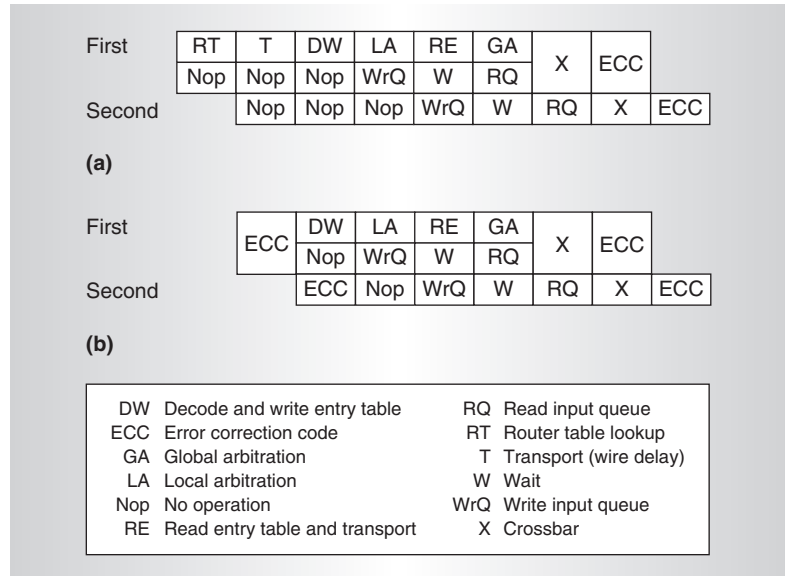 First RT T DW LA RE GA X ECC
Nop Nop Nop WrQ W RQ
Second Nop Nop Nop WrQ W RQ X ECC
(a)
First ECC DW LA RE GA X ECC
Nop WrQ W RQ
Second ECC Nop WrQ W RQ X ECC
(b)
DW Decode and write entry table
ECC Error correction code
GA Global arbitration
LA Local arbitration
Nop No operation
RE Read entry table and transport
RQ Read input queue
RT Router table lookup
T Transport (wire delay)
W Wait
WrQ Write input queue
X Crossbar